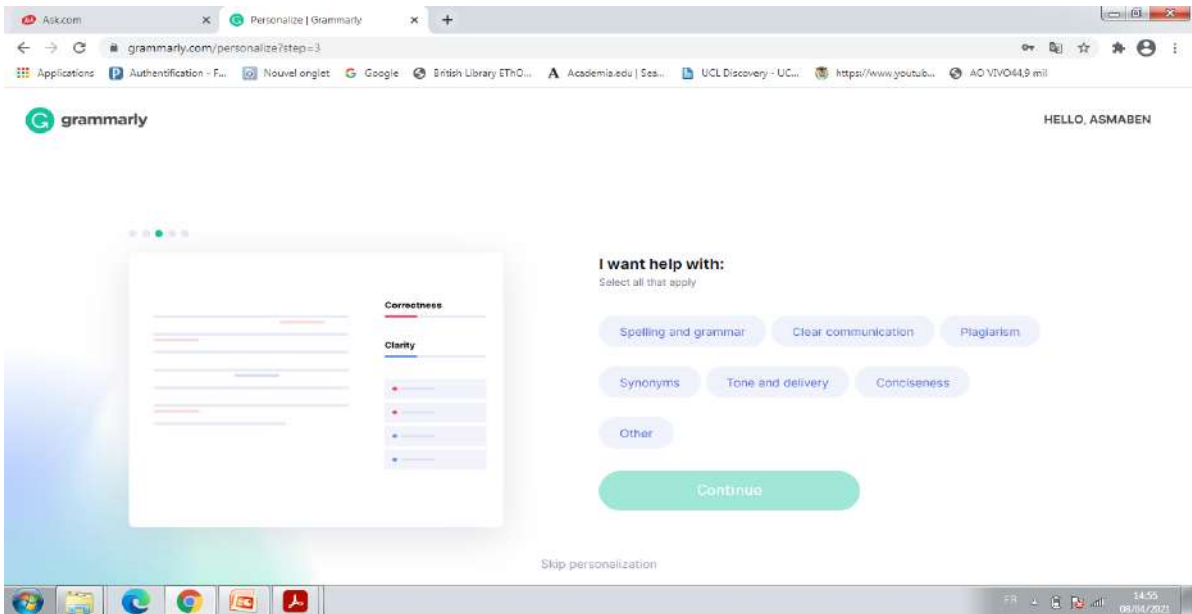 Ask.com
Personalize | Grammarly
grammarly.com/personalize?step=3
Applications Authentification - F... Nouvel onglet Google British Library EThO... Academia.edu | Sea... UCL Discovery - UC... https://www.youtub... AO VIVO44,9 mil
grammarly
HELLO, ASMABEN
I want help with:
Select all that apply
Correctness
Clarity
Spelling and grammar Clear communication Plagiarism
Synonyms Tone and delivery Conciseness
Other
Continue
Skip personalization
FR
14:55
08/04/2021